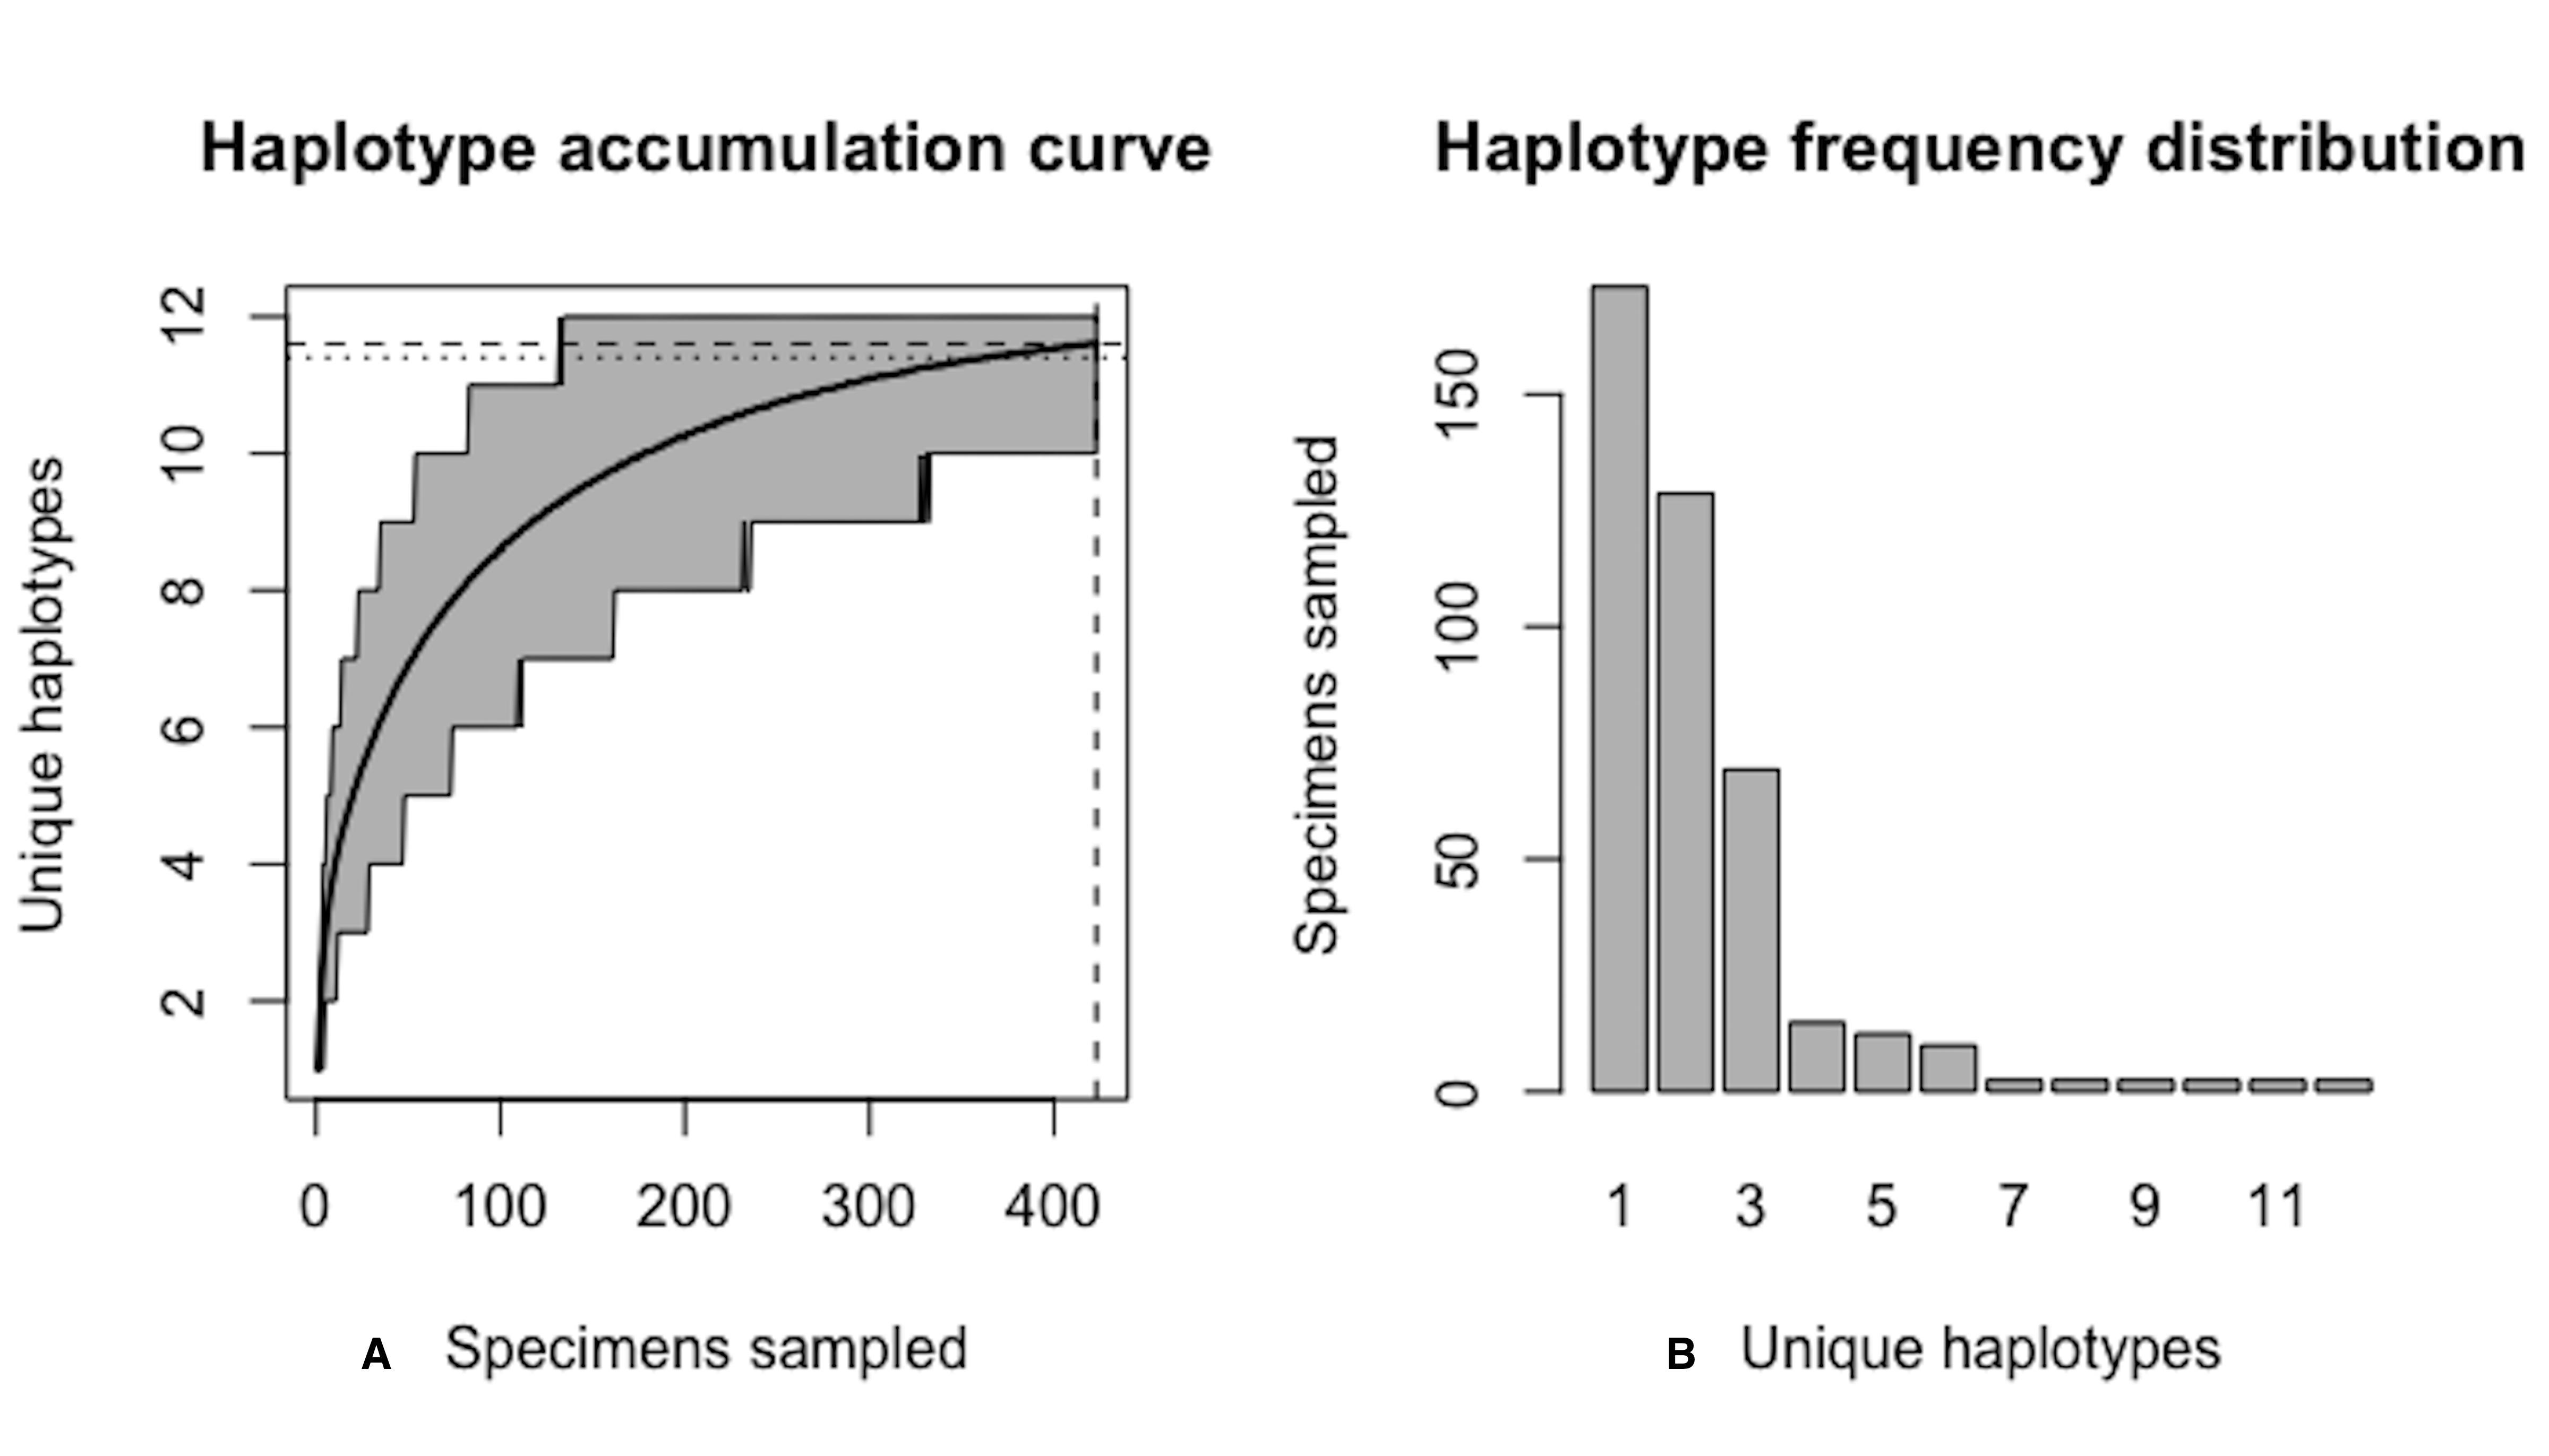 Haplotype accumulation curve
Unique haplotypes
12
10
8
6
4
2
0 100 200 300 400
A Specimens sampled
Haplotype frequency distribution
Specimens sampled
150
100
50
0
1 3 5 7 9 11
B Unique haplotypes